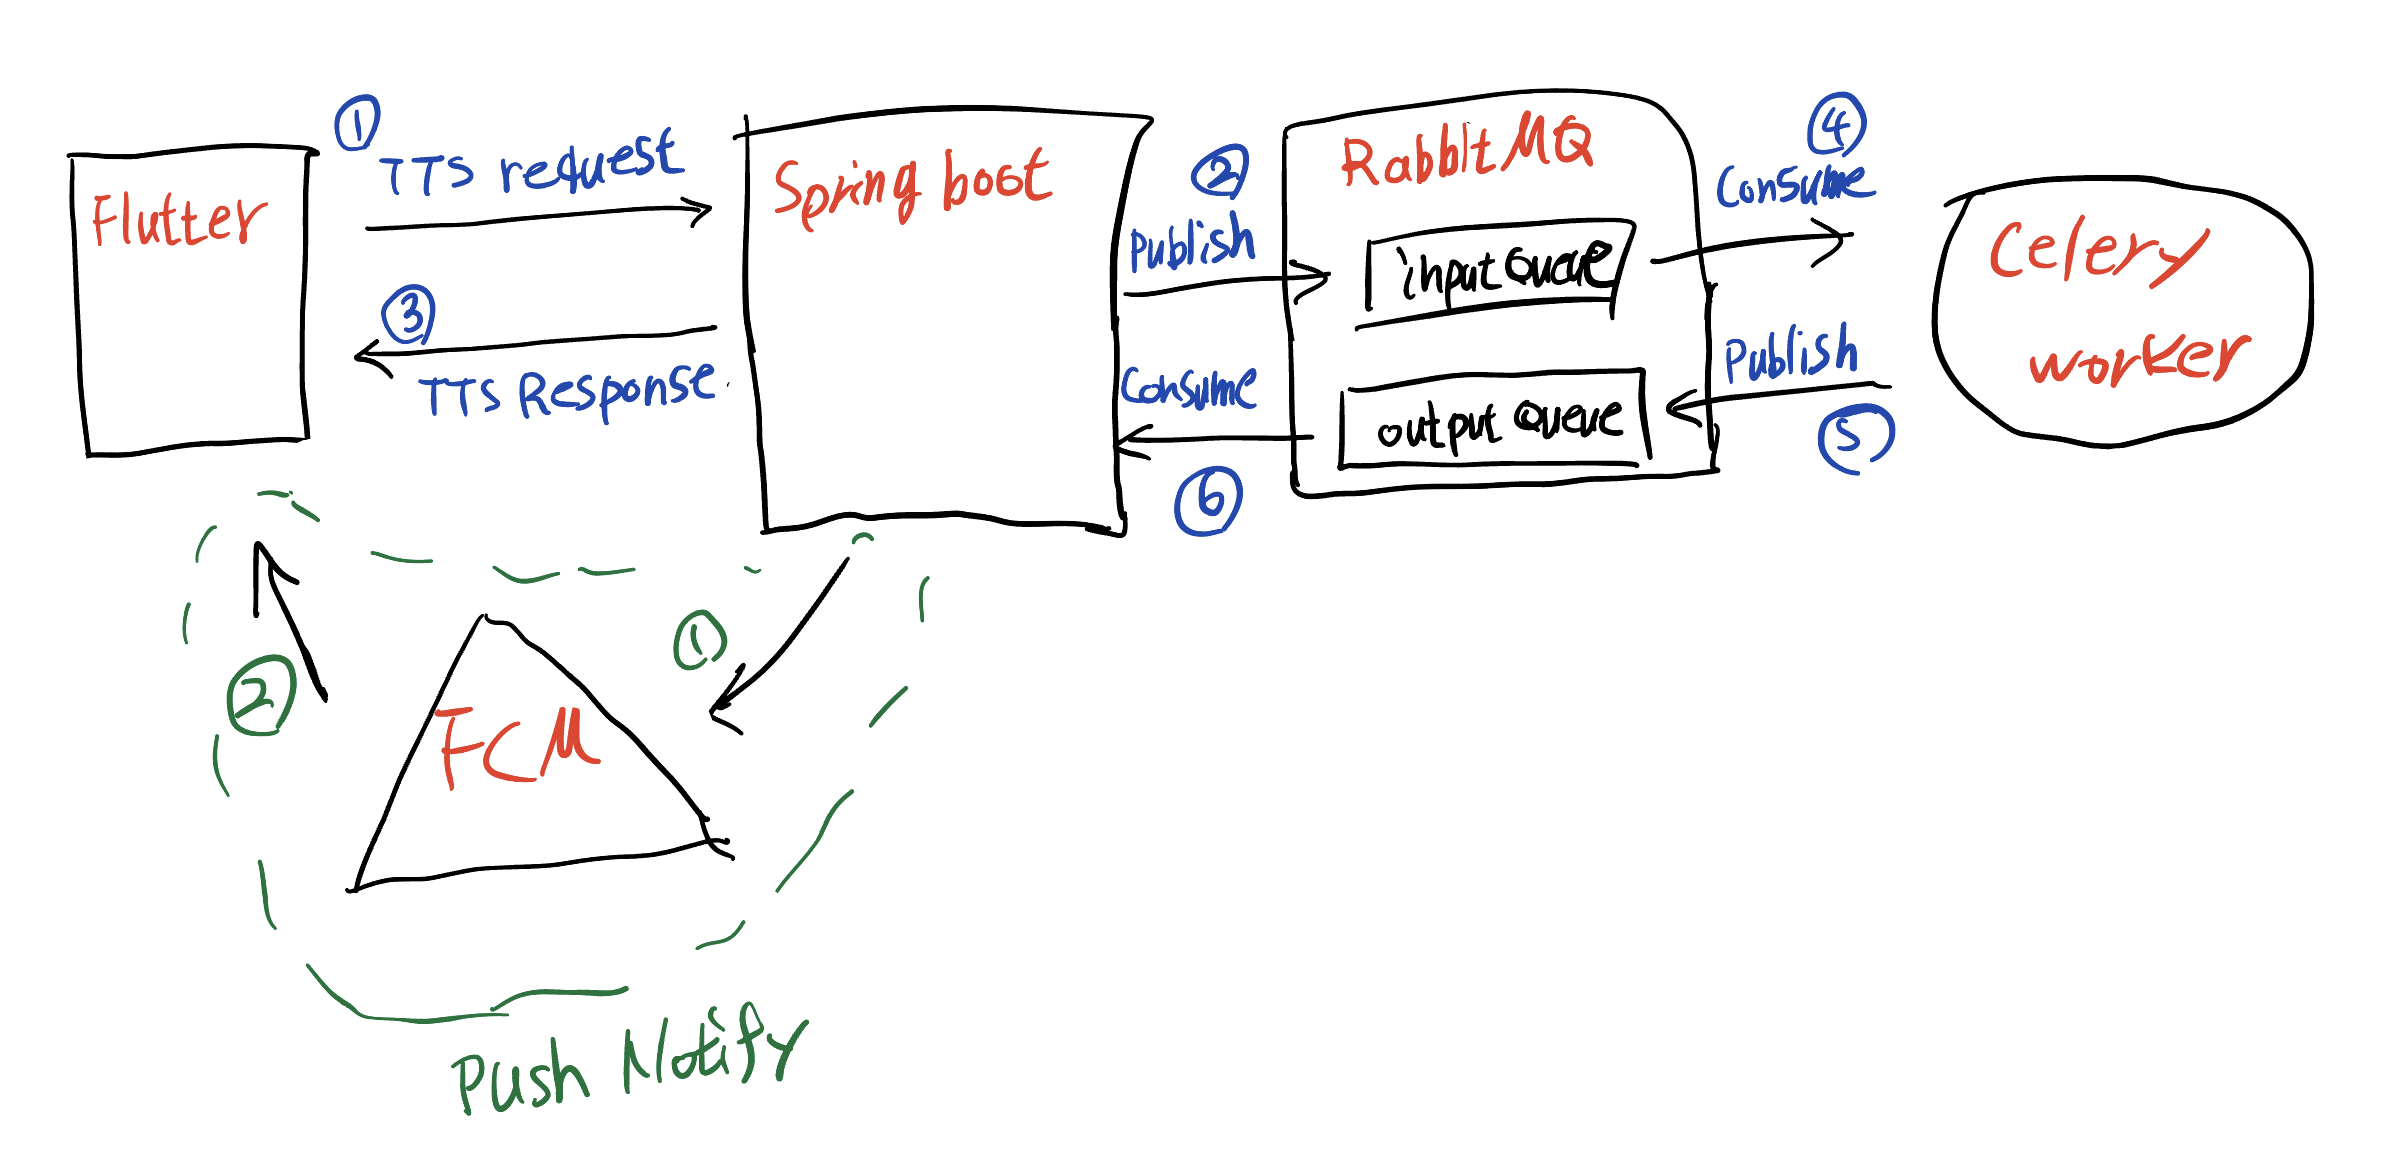 Flutter
①
TTS request
③
TTS Response
Spring boot
②
Publish
Consume
⑥
RabbitMQ
input Queue
output Queue
④
Consume
Publish
⑤
Celery
worker
①
②
FCM
Push Notify